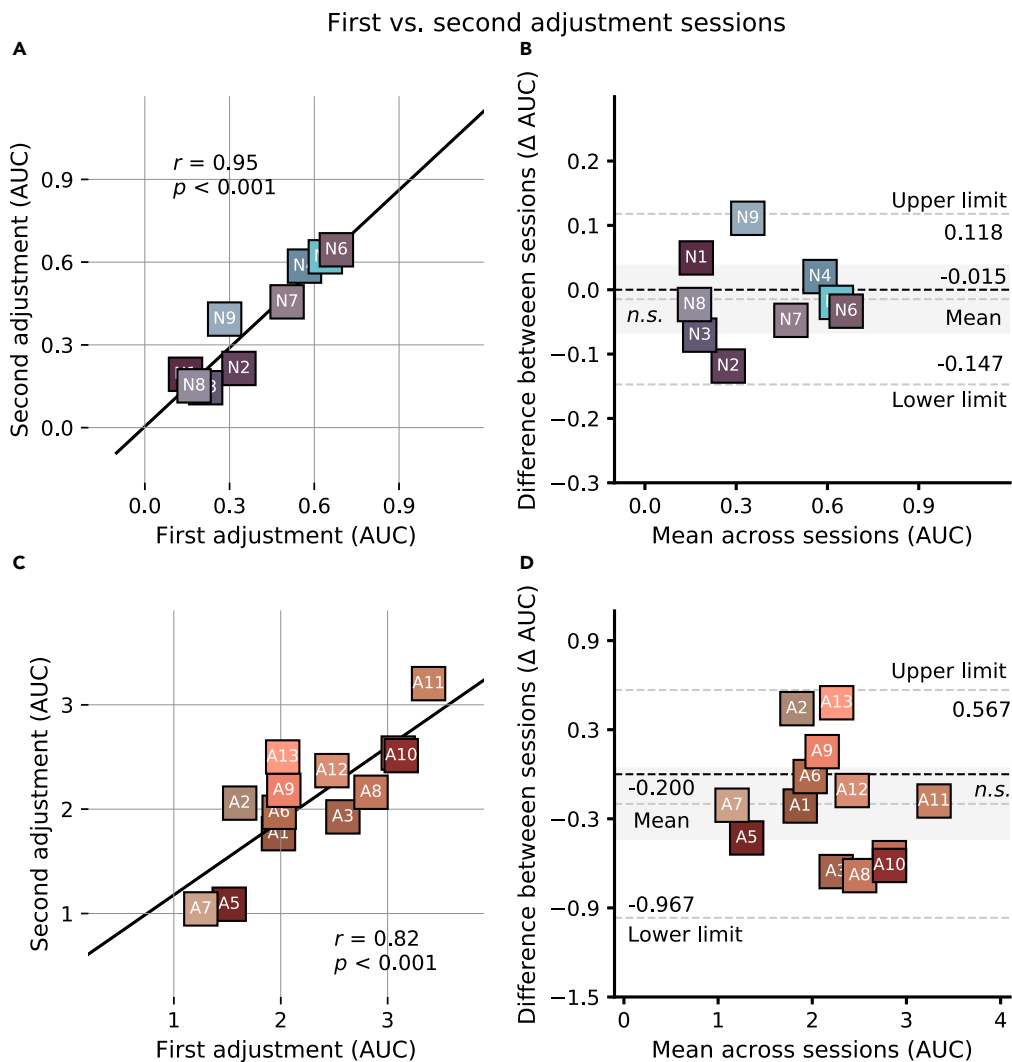 First vs. second adjustment sessions
A
Second adjustment (AUC)
0.9
0.6
0.3
0.0
r = 0.95
p < 0.001
N6
N4
N7
N9
N2
N8
0.0 0.3 0.6 0.9
First adjustment (AUC)
B
Difference between sessions (Δ AUC)
0.2
0.1
0.0
−0.1
−0.2
−0.3
Upper limit
0.118
-0.015
Mean
-0.147
Lower limit
n.s.
N9
N1
N4
N8
N6
N7
N3
N2
0.0 0.3 0.6 0.9
Mean across sessions (AUC)
C
Second adjustment (AUC)
3
2
1
A11
A10
A13
A12
A9
A8
A2
A6
A3
A1
A7
A5
r = 0.82
p < 0.001
1 2 3
First adjustment (AUC)
D
Difference between sessions (Δ AUC)
0.9
0.3
−0.3
−0.9
−1.5
Upper limit
0.567
-0.200
Mean
n.s.
-0.967
Lower limit
A2
A13
A9
A6
A12
A7
A1
A11
A5
A3
A8
A10
0 1 2 3 4
Mean across sessions (AUC)